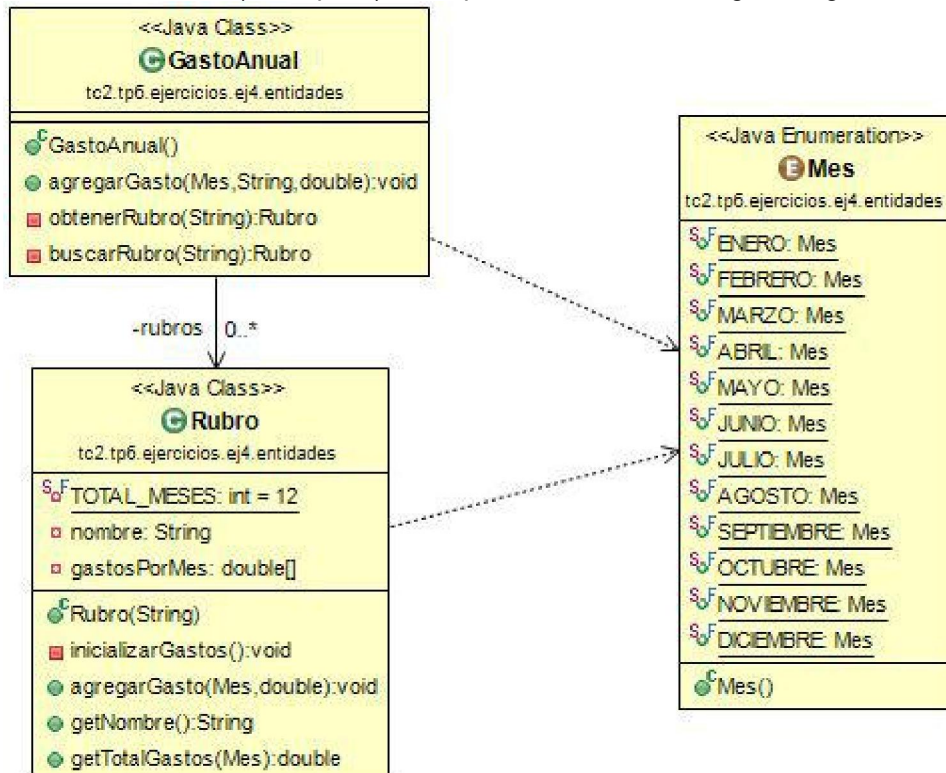 <<Java Class>>
GastoAnual
tc2.tp6.ejercicios.ej4.entidades
GastoAnual()
agregarGasto(Mes,String,double):void
obtenerRubro(String):Rubro
buscarRubro(String):Rubro
-rubros 0..*
<<Java Class>>
Rubro
tc2.tp6.ejercicios.ej4.entidades
TOTAL_MESES: int = 12
nombre: String
gastosPorMes: double[]
Rubro(String)
inicializarGastos():void
agregarGasto(Mes,double):void
getNombre():String
getTotalGastos(Mes):double
<<Java Enumeration>>
Mes
tc2.tp6.ejercicios.ej4.entidades
ENERO: Mes
FEBRERO: Mes
MARZO: Mes
ABRIL: Mes
MAYO: Mes
JUNIO: Mes
JULIO: Mes
AGOSTO: Mes
SEPTIEMBRE: Mes
OCTUBRE: Mes
NOVIEMBRE: Mes
DICIEMBRE: Mes
Mes()